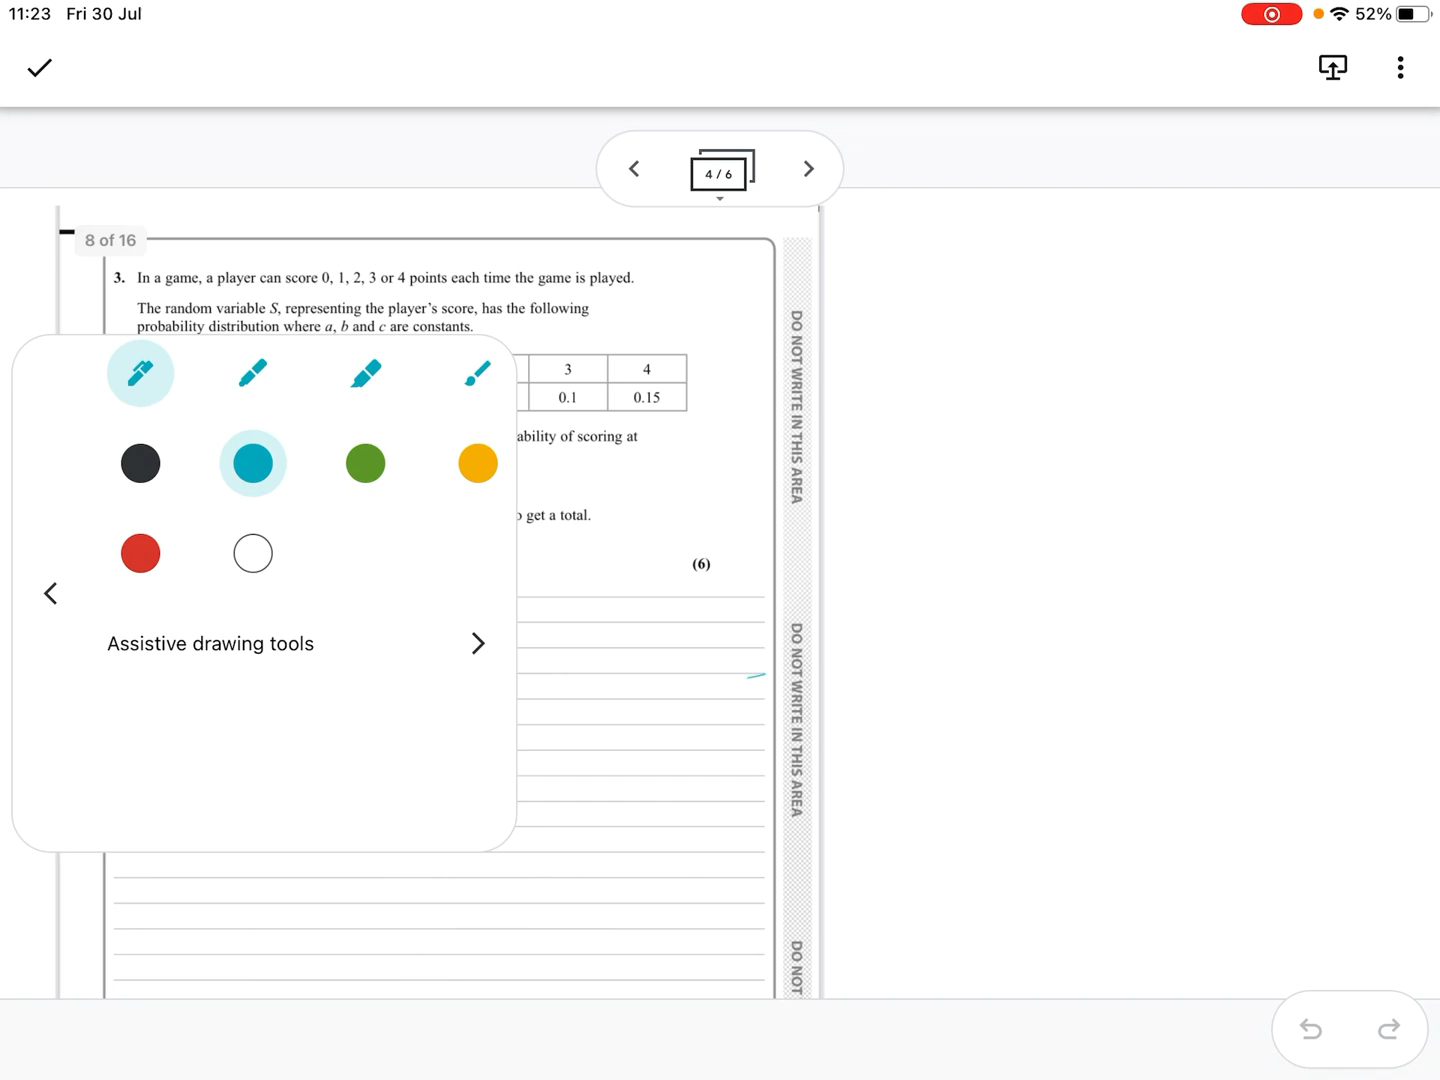 11:23 Fri 30 Jul
52%
4 / 6
8 of 16
3. In a game, a player can score 0, 1, 2, 3 or 4 points each time the game is played.
The random variable S, representing the player's score, has the following
probability distribution where a, b and c are constants.
3 4
0.1 0.15
ability of scoring at
o get a total.
(6)
Assistive drawing tools
DO NOT WRITE IN THIS AREA
DO NOT WRITE IN THIS AREA
DO NOT